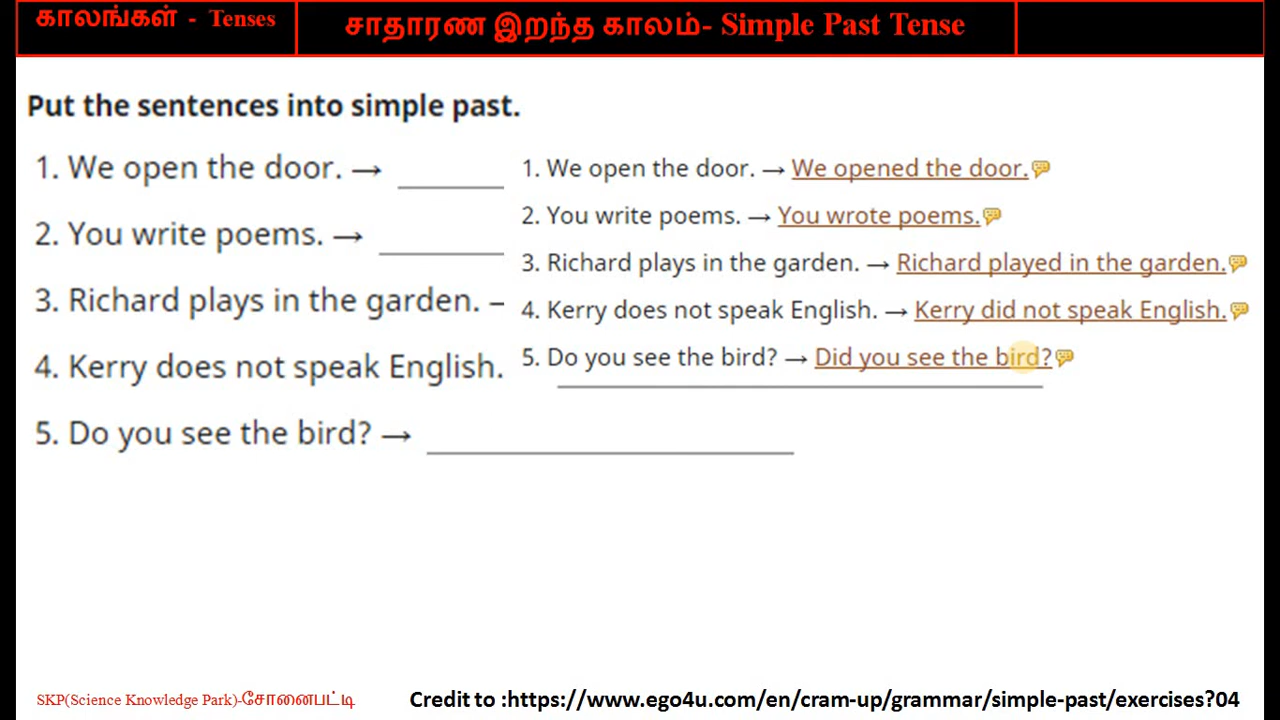 காலங்கள் - Tenses
சாதாரண இறந்த காலம்- Simple Past Tense
Put the sentences into simple past.
1. We open the door. →
2. You write poems. →
3. Richard plays in the garden. –
4. Kerry does not speak English.
5. Do you see the bird? →
1. We open the door. → We opened the door.
2. You write poems. → You wrote poems.
3. Richard plays in the garden. → Richard played in the garden.
4. Kerry does not speak English. → Kerry did not speak English.
5. Do you see the bird? → Did you see the bird?
SKP(Science Knowledge Park)-சோனைபட்டி
Credit to :https://www.ego4u.com/en/cram-up/grammar/simple-past/exercises?04